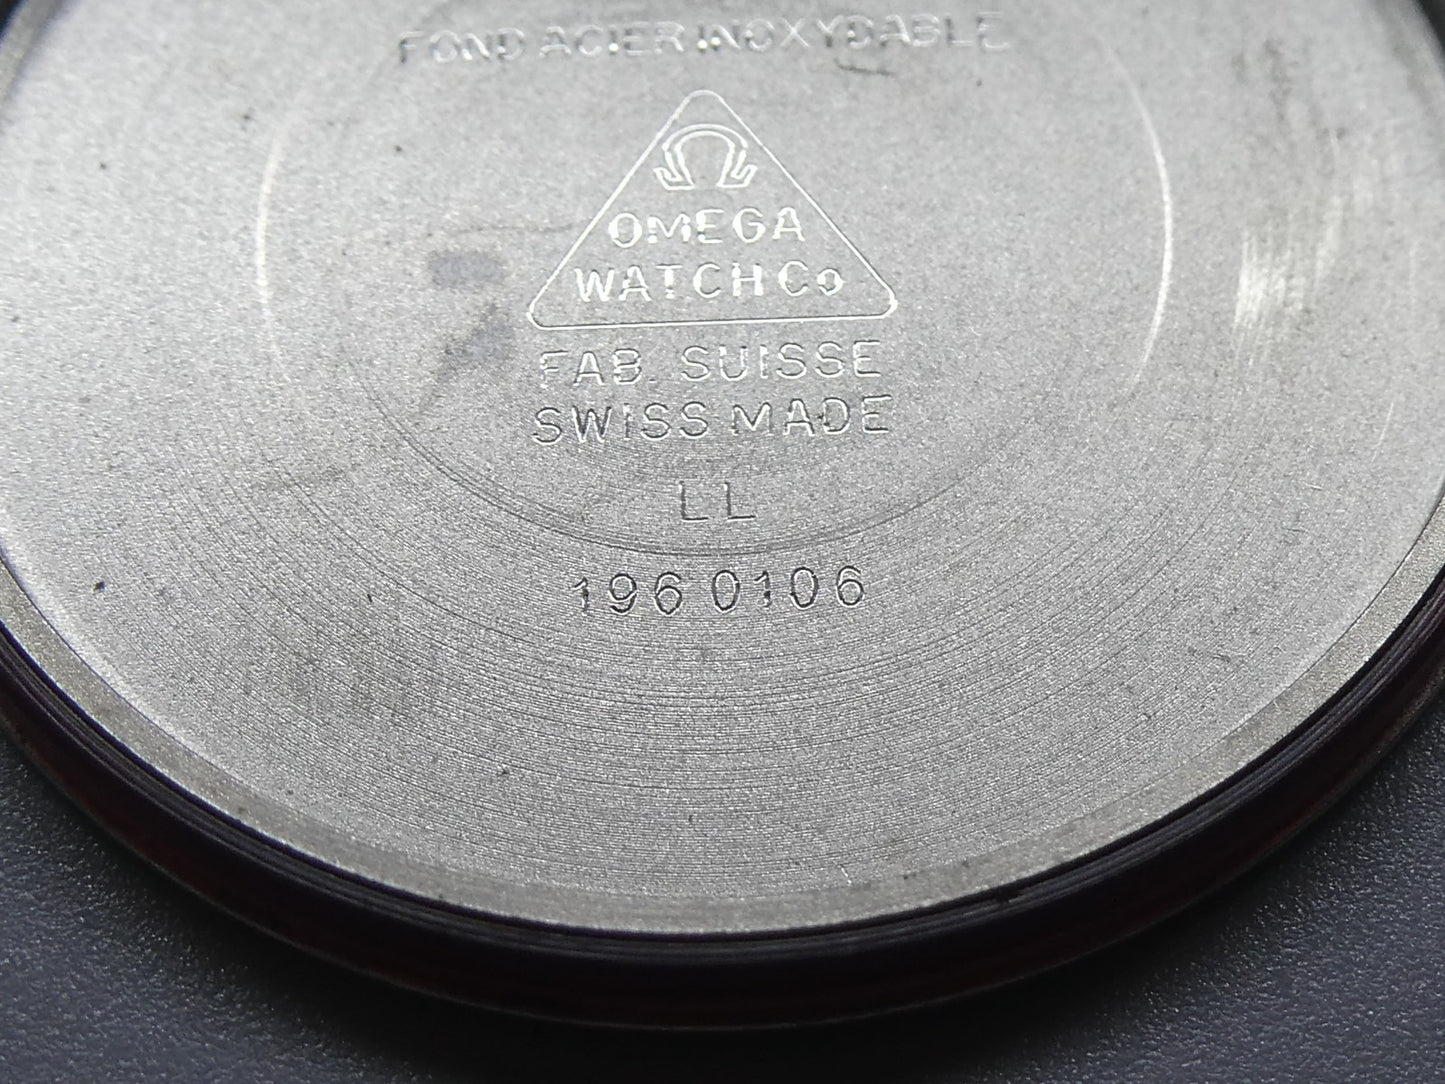 FOND ACIER INOXYDABLE
Ω
OMEGA
WATCH Co
FAB. SUISSE
SWISS MADE
LL
196 0106